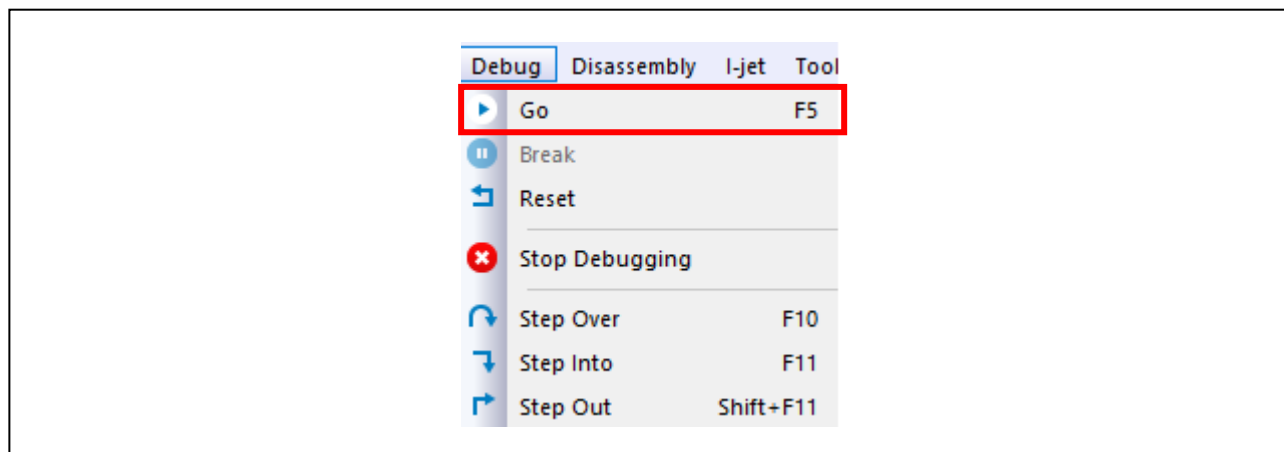 Debug Disassembly I-jet Tool
Go F5
Break
Reset
Stop Debugging
Step Over F10
Step Into F11
Step Out Shift+F11